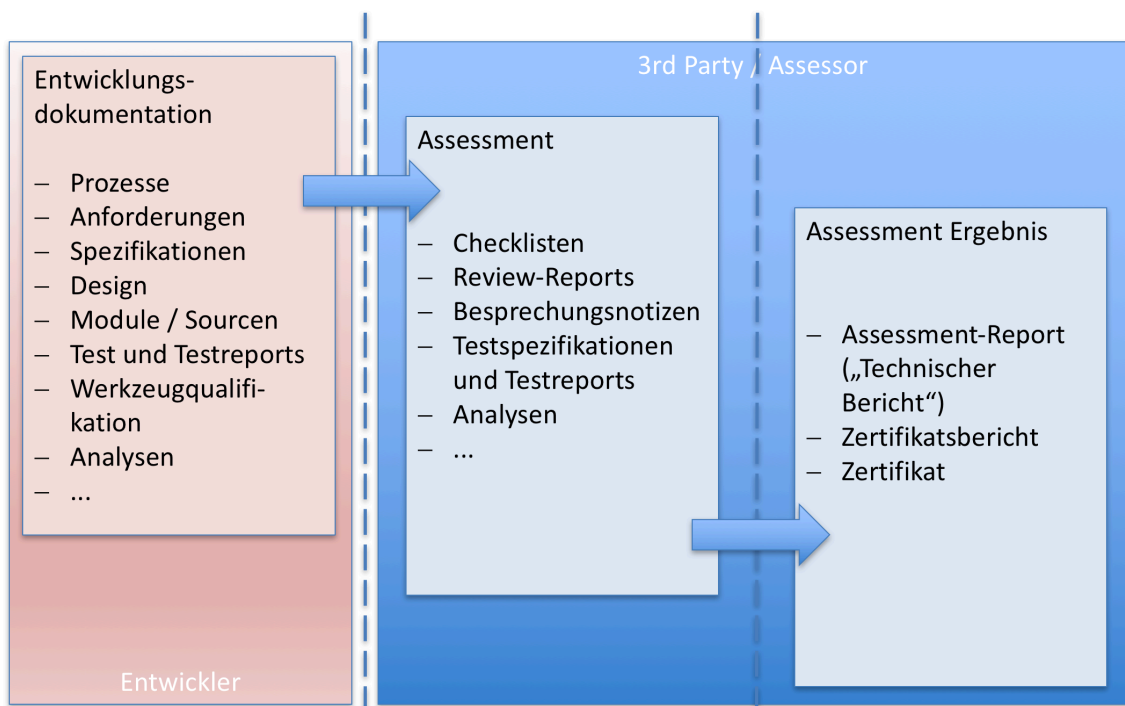 Entwicklungs-
dokumentation
– Prozesse
– Anforderungen
– Spezifikationen
– Design
– Module / Sourcen
– Test und Testreports
– Werkzeugqualifi-
kation
– Analysen
– ...
Entwickler
3rd Party / Assessor
Assessment
– Checklisten
– Review-Reports
– Besprechungsnotizen
– Testspezifikationen
und Testreports
– Analysen
– ...
Assessment Ergebnis
– Assessment-Report
(„Technischer
Bericht“)
– Zertifikatsbericht
– Zertifikat